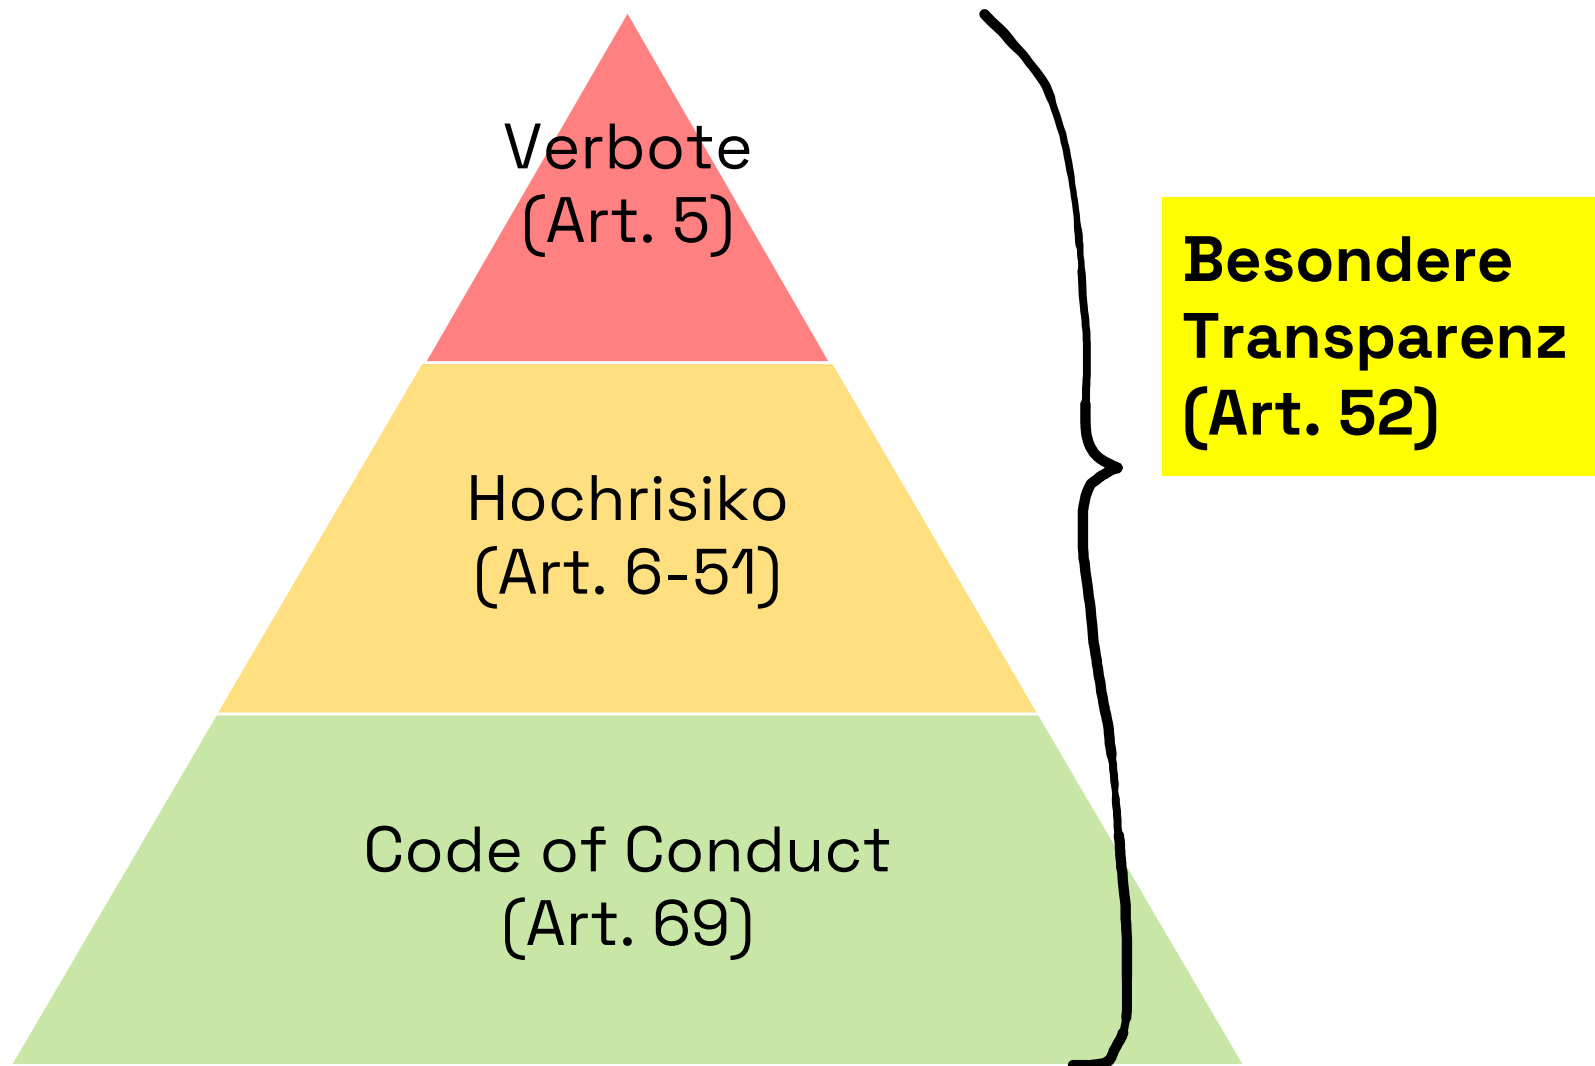 Verbote
(Art. 5)
Hochrisiko
(Art. 6-51)
Code of Conduct
(Art. 69)
Besondere
Transparenz
(Art. 52)